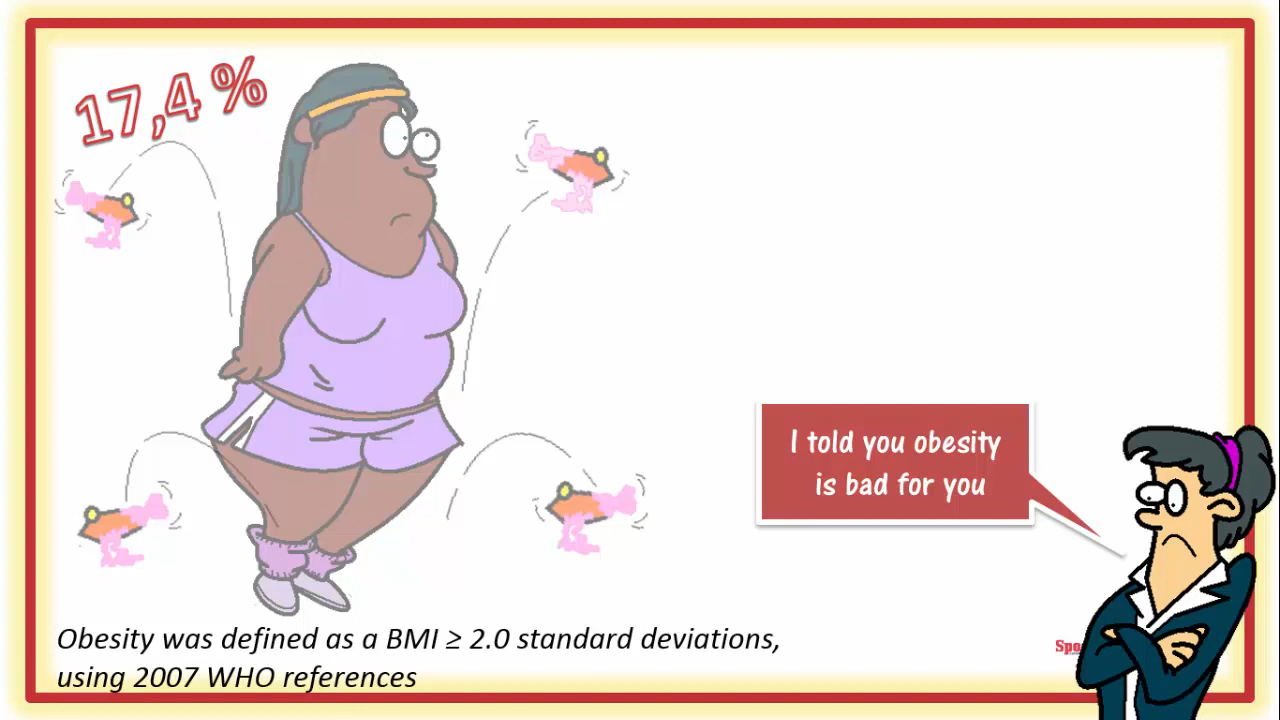 17,4 %
I told you obesity
is bad for you
Obesity was defined as a BMI ≥ 2.0 standard deviations,
using 2007 WHO references
Spo